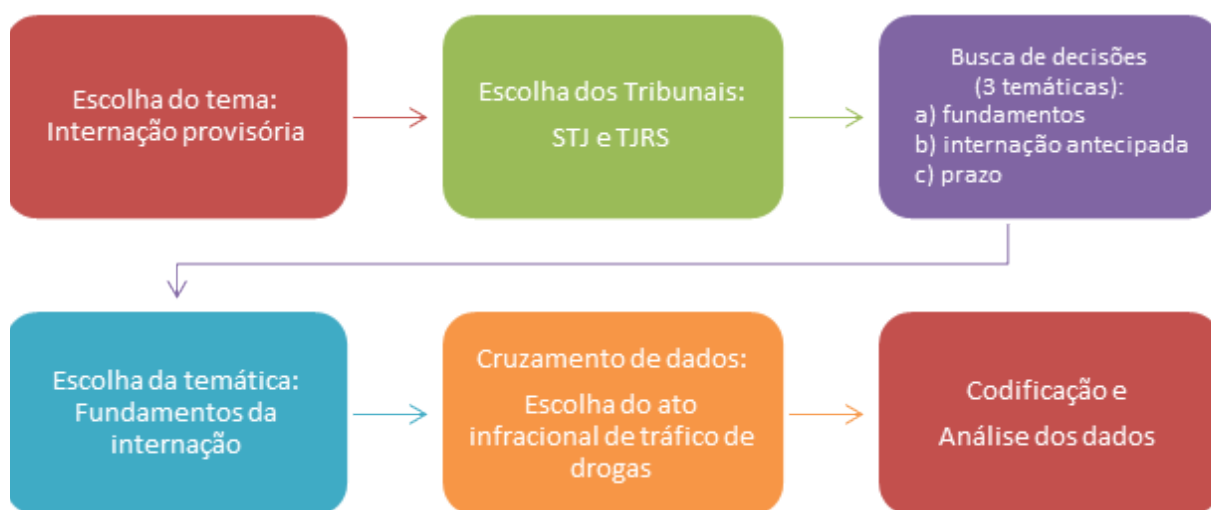 Escolha do tema:
Internação provisória
Escolha dos Tribunais:
STJ e TJRS
Busca de decisões
(3 temáticas):
a) fundamentos
b) internação antecipada
c) prazo
Escolha da temática:
Fundamentos da
internação
Cruzamento de dados:
Escolha do ato
infracional de tráfico de
drogas
Codificação e
Análise dos dados